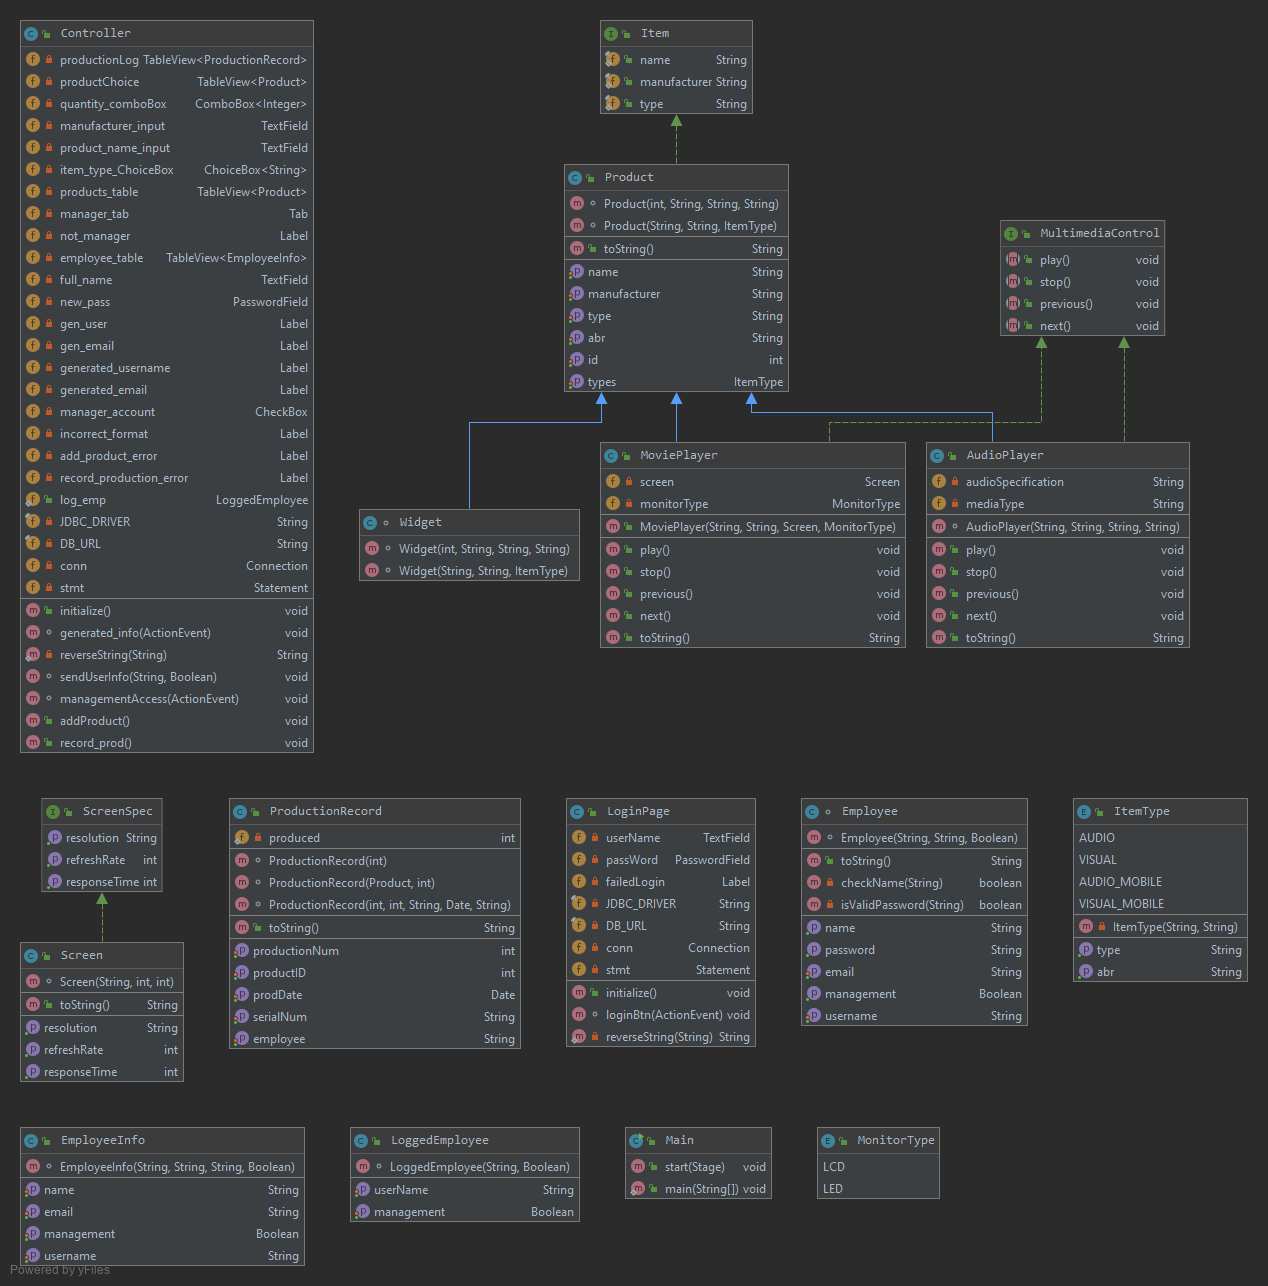 Controller
productionLog TableView<ProductionRecord>
productChoice TableView<Product>
quantity_comboBox ComboBox<Integer>
manufacturer_input TextField
product_name_input TextField
item_type_ChoiceBox ChoiceBox<String>
products_table TableView<Product>
manager_tab Tab
not_manager Label
employee_table TableView<EmployeeInfo>
full_name TextField
new_pass PasswordField
gen_user Label
gen_email Label
generated_username Label
generated_email Label
manager_account CheckBox
incorrect_format Label
add_product_error Label
record_production_error Label
log_emp LoggedEmployee
JDBC_DRIVER String
DB_URL String
conn Connection
stmt Statement
initialize() void
generated_info(ActionEvent) void
reverseString(String) String
sendUserInfo(String, Boolean) void
managementAccess(ActionEvent) void
addProduct() void
record_prod() void
Item
name String
manufacturer String
type String
Product
Product(int, String, String, String)
Product(String, String, ItemType)
toString() String
name String
manufacturer String
type String
abr String
id int
types ItemType
MultimediaControl
play() void
stop() void
previous() void
next() void
Widget
Widget(int, String, String, String)
Widget(String, String, ItemType)
MoviePlayer
screen Screen
monitorType MonitorType
MoviePlayer(String, String, Screen, MonitorType)
play() void
stop() void
previous() void
next() void
toString() String
AudioPlayer
audioSpecification String
mediaType String
AudioPlayer(String, String, String, String)
play() void
stop() void
previous() void
next() void
toString() String
ScreenSpec
resolution String
refreshRate int
responseTime int
Screen
Screen(String, int, int)
toString() String
resolution String
refreshRate int
responseTime int
ProductionRecord
produced int
ProductionRecord(int)
ProductionRecord(Product, int)
ProductionRecord(int, int, String, Date, String)
toString() String
productionNum int
productID int
prodDate Date
serialNum String
employee String
LoginPage
userName TextField
passWord PasswordField
failedLogin Label
JDBC_DRIVER String
DB_URL String
conn Connection
stmt Statement
initialize() void
loginBtn(ActionEvent) void
reverseString(String) String
Employee
Employee(String, String, Boolean)
toString() String
checkName(String) boolean
isValidPassword(String) boolean
name String
password String
email String
management Boolean
username String
ItemType
AUDIO
VISUAL
AUDIO_MOBILE
VISUAL_MOBILE
ItemType(String, String)
type String
abr String
EmployeeInfo
EmployeeInfo(String, String, String, Boolean)
name String
email String
management Boolean
username String
LoggedEmployee
LoggedEmployee(String, Boolean)
userName String
management Boolean
Main
start(Stage) void
main(String[]) void
MonitorType
LCD
LED
Powered by yFiles